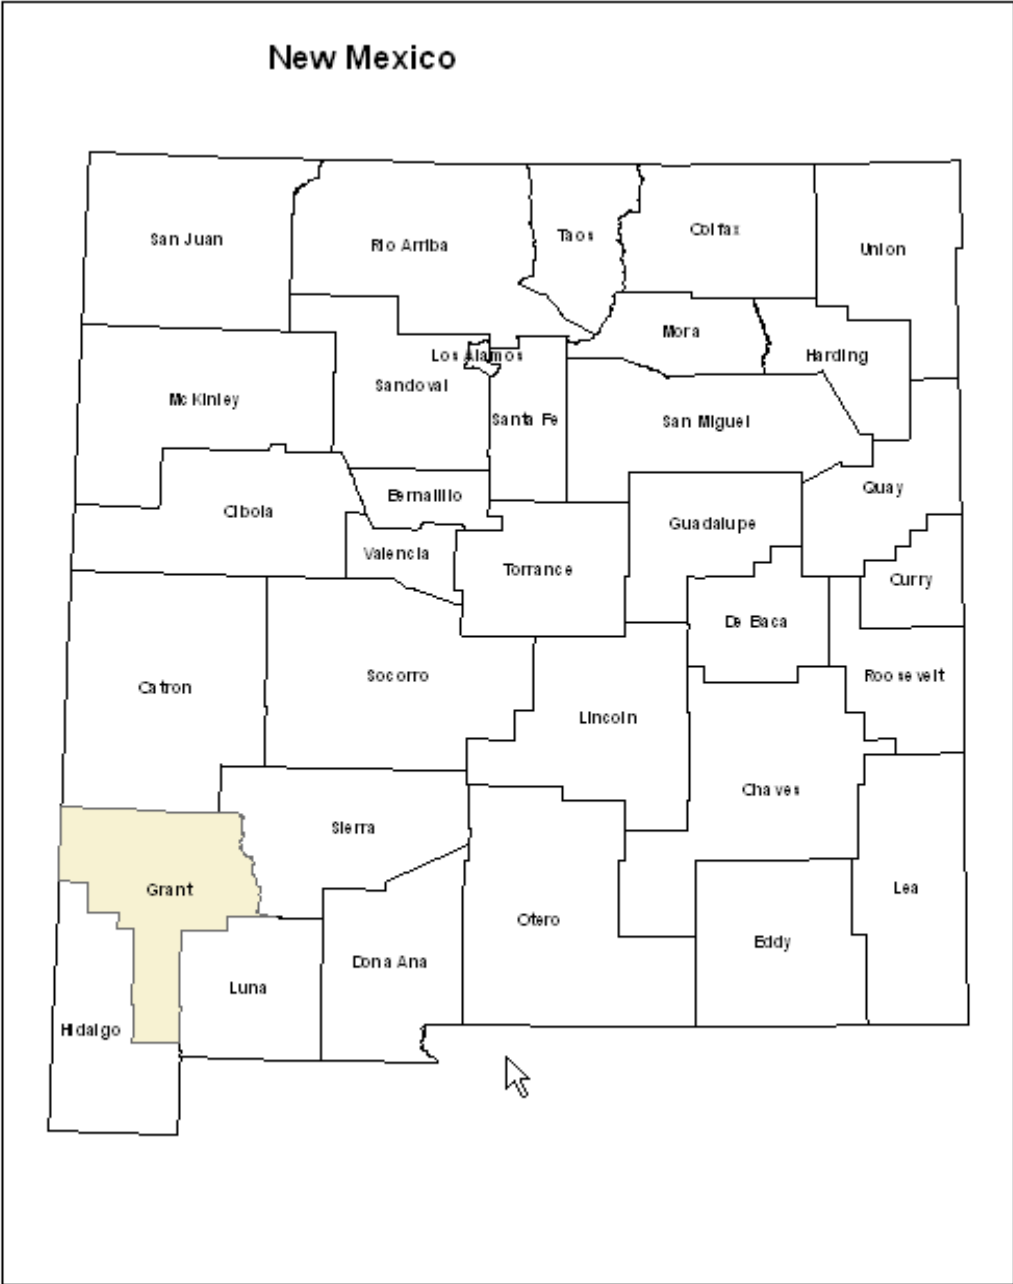 New Mexico
San Juan
Rio Arriba
Taos
Colfax
Union
Mora
Harding
Los Alamos
Sandoval
McKinley
Santa Fe
San Miguel
Quay
Bernalillo
Cibola
Guadalupe
Valencia
Torrance
Curry
De Baca
Catron
Socorro
Roosevelt
Lincoln
Chaves
Sierra
Grant
Lea
Otero
Eddy
Dona Ana
Luna
Hidalgo